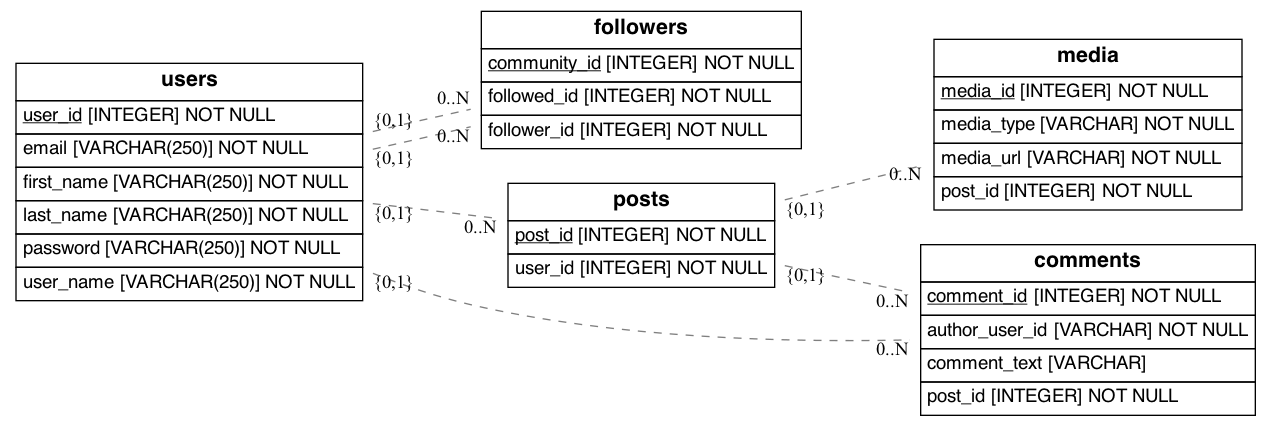 users
user_id [INTEGER] NOT NULL
email [VARCHAR(250)] NOT NULL
first_name [VARCHAR(250)] NOT NULL
last_name [VARCHAR(250)] NOT NULL
password [VARCHAR(250)] NOT NULL
user_name [VARCHAR(250)] NOT NULL
{0,1}
0..N
{0,1}
0..N
{0,1}
0..N
{0,1}
0..N
followers
community_id [INTEGER] NOT NULL
followed_id [INTEGER] NOT NULL
follower_id [INTEGER] NOT NULL
posts
post_id [INTEGER] NOT NULL
user_id [INTEGER] NOT NULL
{0,1}
0..N
{0,1}
0..N
media
media_id [INTEGER] NOT NULL
media_type [VARCHAR] NOT NULL
media_url [VARCHAR] NOT NULL
post_id [INTEGER] NOT NULL
comments
comment_id [INTEGER] NOT NULL
author_user_id [VARCHAR] NOT NULL
comment_text [VARCHAR]
post_id [INTEGER] NOT NULL